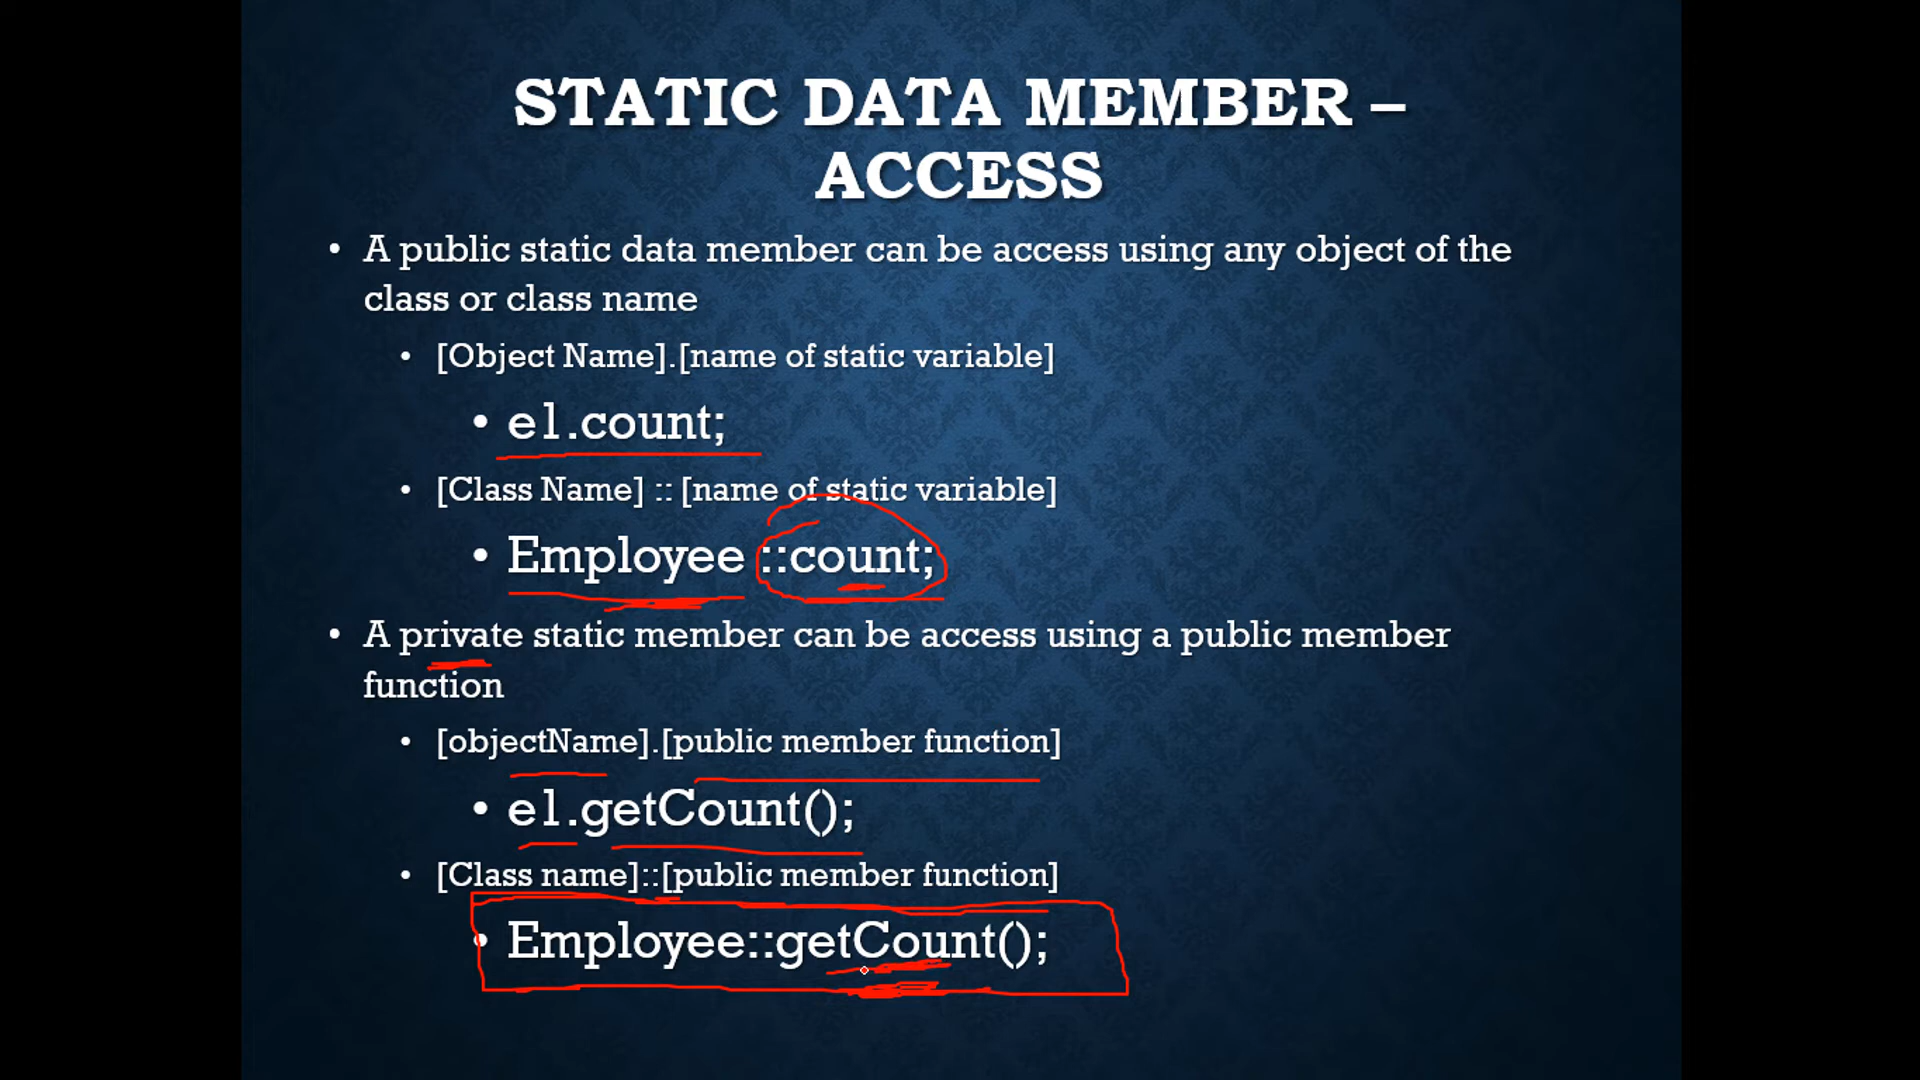 STATIC DATA MEMBER –
ACCESS
• A public static data member can be access using any object of the
class or class name
• [Object Name].[name of static variable]
• e1.count;
• [Class Name] :: [name of static variable]
• Employee ::count;
• A private static member can be access using a public member
function
• [objectName].[public member function]
• e1.getCount();
• [Class name]::[public member function]
• Employee::getCount();